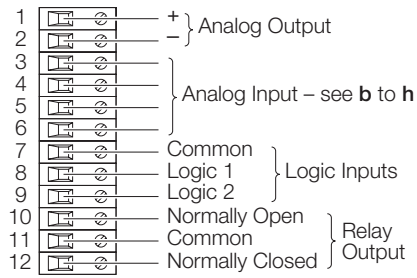 1 + Analog Output
2 –
3
4 Analog Input – see b to h
5
6
7 Common
8 Logic 1 Logic Inputs
9 Logic 2
10 Normally Open
11 Common Relay Output
12 Normally Closed